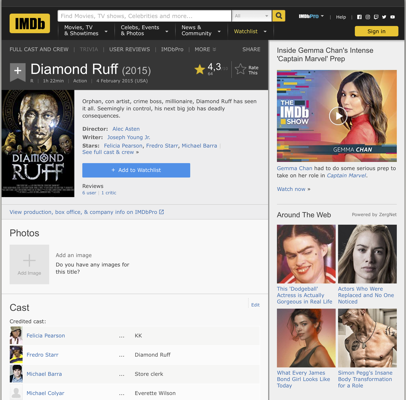 IMDb
Find Movies, TV shows, Celebrities and more...
All
IMDbPro
Help
Movies, TV & Showtimes
Celebs, Events & Photos
News & Community
Watchlist
Sign in
FULL CAST AND CREW
TRIVIA
USER REVIEWS
IMDbPro
MORE
SHARE
Diamond Ruff (2015)
4,3
Rate This
1h 22min
Action
4 February 2015 (USA)
DIAMOND
RUFF
Orphan, con artist, crime boss, millionaire, Diamond Ruff has seen
it all. Seemingly in control, his next big job has deadly
consequences.
Director: Alec Asten
Writer: Joseph Young Jr.
Stars: Felicia Pearson, Fredro Starr, Michael Barra
See full cast & crew »
+ Add to Watchlist
Reviews
6 user
1 critic
View production, box office, & company info on IMDbPro
Photos
Add Image
Add an image
Do you have any images for
this title?
Cast
Edit
Credited cast:
Felicia Pearson ... KK
Fredro Starr ... Diamond Ruff
Michael Barra ... Store clerk
Michael Colyar ... Everette Wilson
Inside Gemma Chan's Intense
'Captain Marvel' Prep
THE
IMDb
SHOW
GEMMA CHAN
Gemma Chan had to do some serious prep
to take on her role in Captain Marvel.
Watch now »
Around The Web
Powered by ZergNet
This 'Dodgeball'
Actress is Actually
Gorgeous in Real Life
Actors Who Were
Replaced and No One
Noticed
What Every James
Bond Girl Looks Like
Today
Simon Pegg's Insane
Body Transformation
for a Role